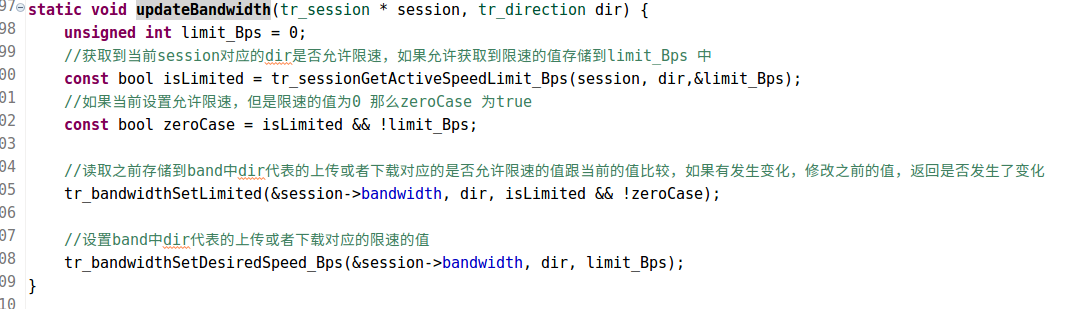 97 static void updateBandwidth(tr_session * session, tr_direction dir) {
98 unsigned int limit_Bps = 0;
99 //获取到当前session对应的dir是否允许限速，如果允许获取到限速的值存储到limit_Bps 中
00 const bool isLimited = tr_sessionGetActiveSpeedLimit_Bps(session, dir,&limit_Bps);
01 //如果当前设置允许限速，但是限速的值为0 那么zeroCase 为true
02 const bool zeroCase = isLimited && !limit_Bps;
03
04 //读取之前存储到band中dir代表的上传或者下载对应的是否允许限速的值跟当前的值比较，如果有发生变化，修改之前的值，返回是否发生了变化
05 tr_bandwidthSetLimited(&session->bandwidth, dir, isLimited && !zeroCase);
06
07 //设置band中dir代表的上传或者下载对应的限速的值
08 tr_bandwidthSetDesiredSpeed_Bps(&session->bandwidth, dir, limit_Bps);
09 }
10